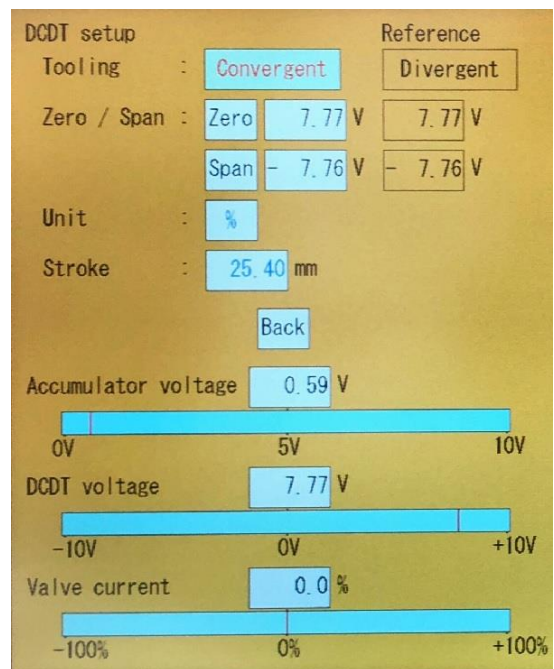 DCDT setup Reference
Tooling : Convergent Divergent
Zero / Span : Zero 7.77 V 7.77 V
Span - 7.76 V - 7.76 V
Unit : %
Stroke : 25.40 mm
Back
Accumulator voltage 0.59 V
0V 5V 10V
DCDT voltage 7.77 V
-10V 0V +10V
Valve current 0.0 %
-100% 0% +100%